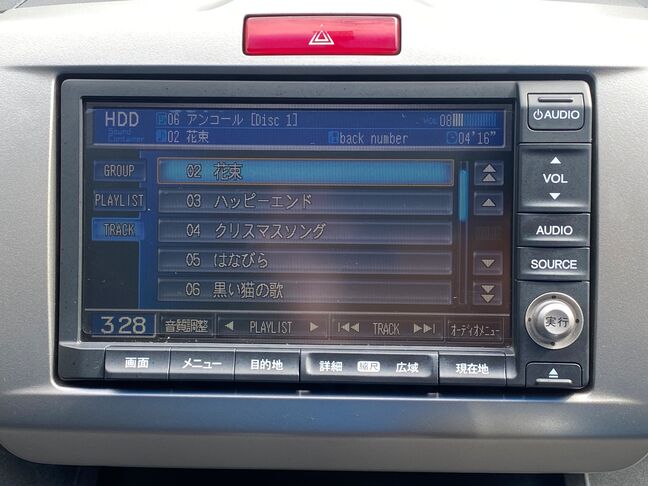 HDD 06 アンコール [Disc 1] VOL 08
Sound Container 02 花束 back number 04'16"
GROUP
PLAYLIST
TRACK
02 花束
03 ハッピーエンド
04 クリスマスソング
05 はなびら
06 黒い猫の歌
3:28 音質調整 ◀ PLAYLIST ▶ I◀◀ TRACK ▶▶I オーディオメニュー
画面 メニュー 目的地 詳細 縮尺 広域 現在地
AUDIO
VOL
AUDIO
SOURCE
実行